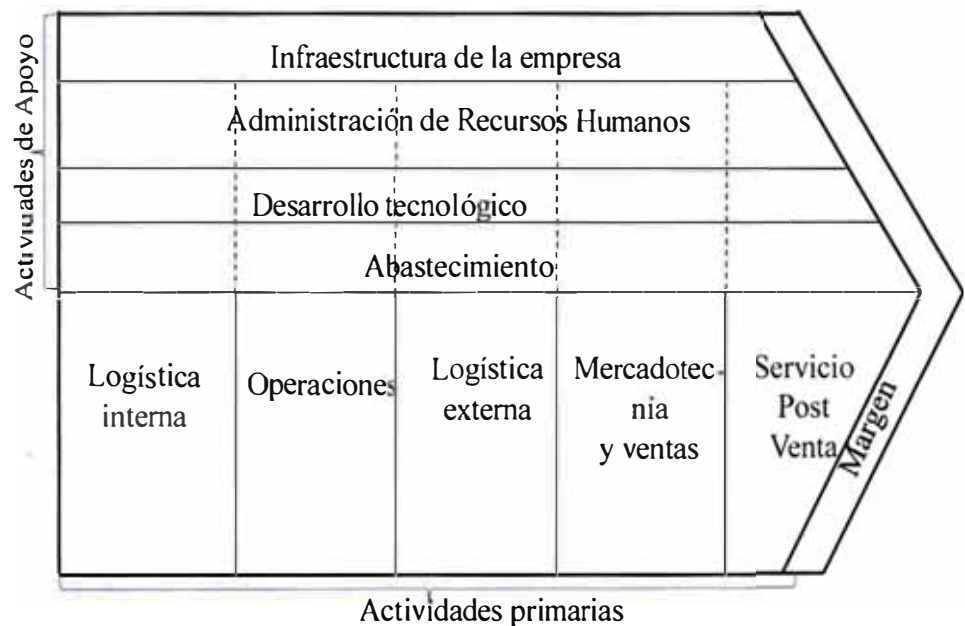 Actividades de Apoyo
Infraestructura de la empresa
Administración de Recursos Humanos
Desarrollo tecnológico
Abastecimiento
Logística
interna
Operaciones
Logística
externa
Mercadotec-
nia
y ventas
Servicio
Post
Venta
Margen
Actividades primarias